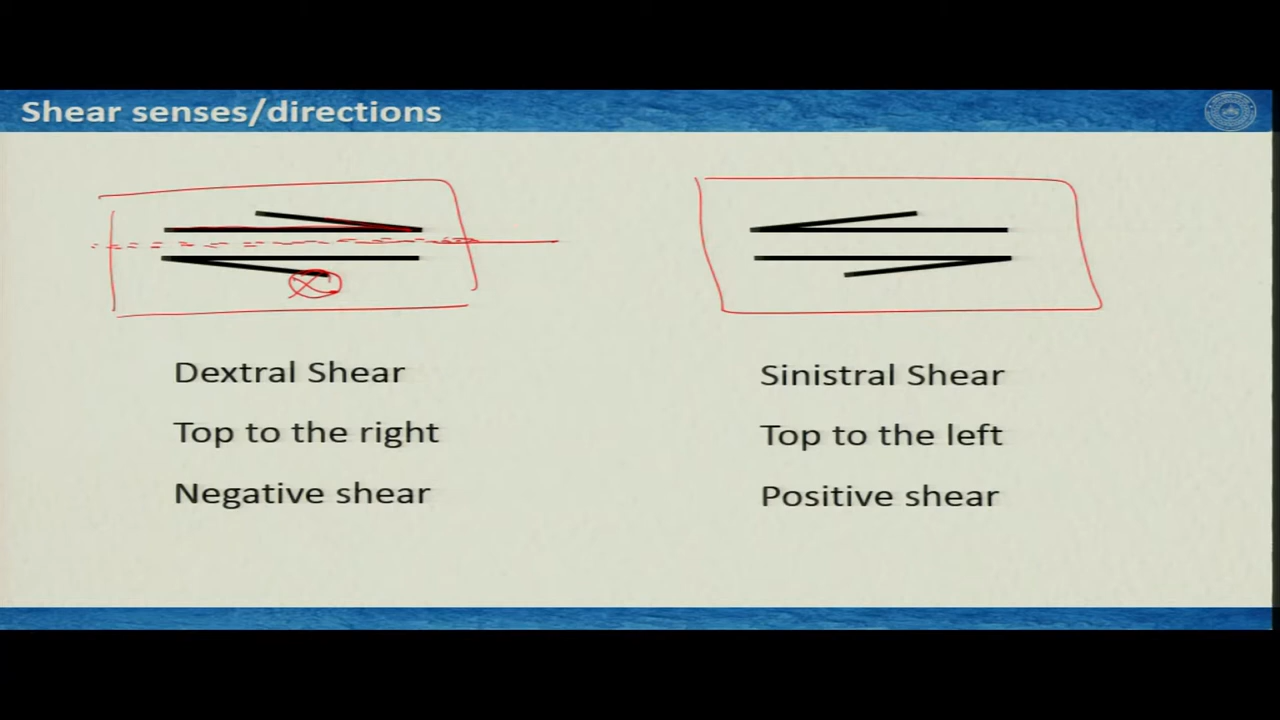 Shear senses/directions
Dextral Shear
Top to the right
Negative shear
Sinistral Shear
Top to the left
Positive shear